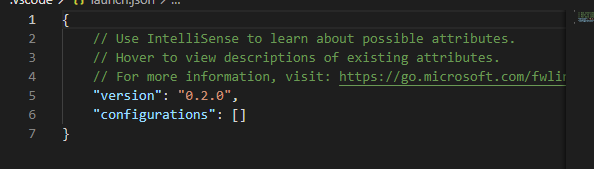 .vscode > {} launch.json > ...
1 {
2 // Use IntelliSense to learn about possible attributes.
3 // Hover to view descriptions of existing attributes.
4 // For more information, visit: https://go.microsoft.com/fwlin
5 "version": "0.2.0",
6 "configurations": []
7 }